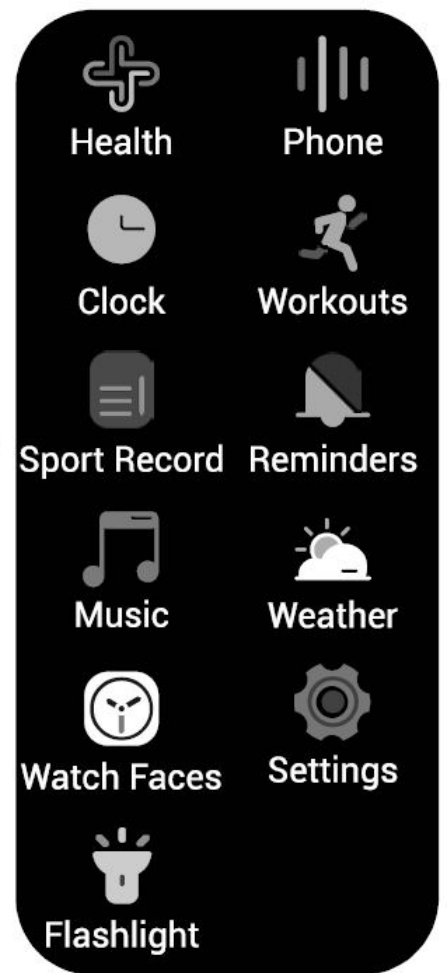 Health
Phone
Clock
Workouts
Sport Record
Reminders
Music
Weather
Watch Faces
Settings
Flashlight